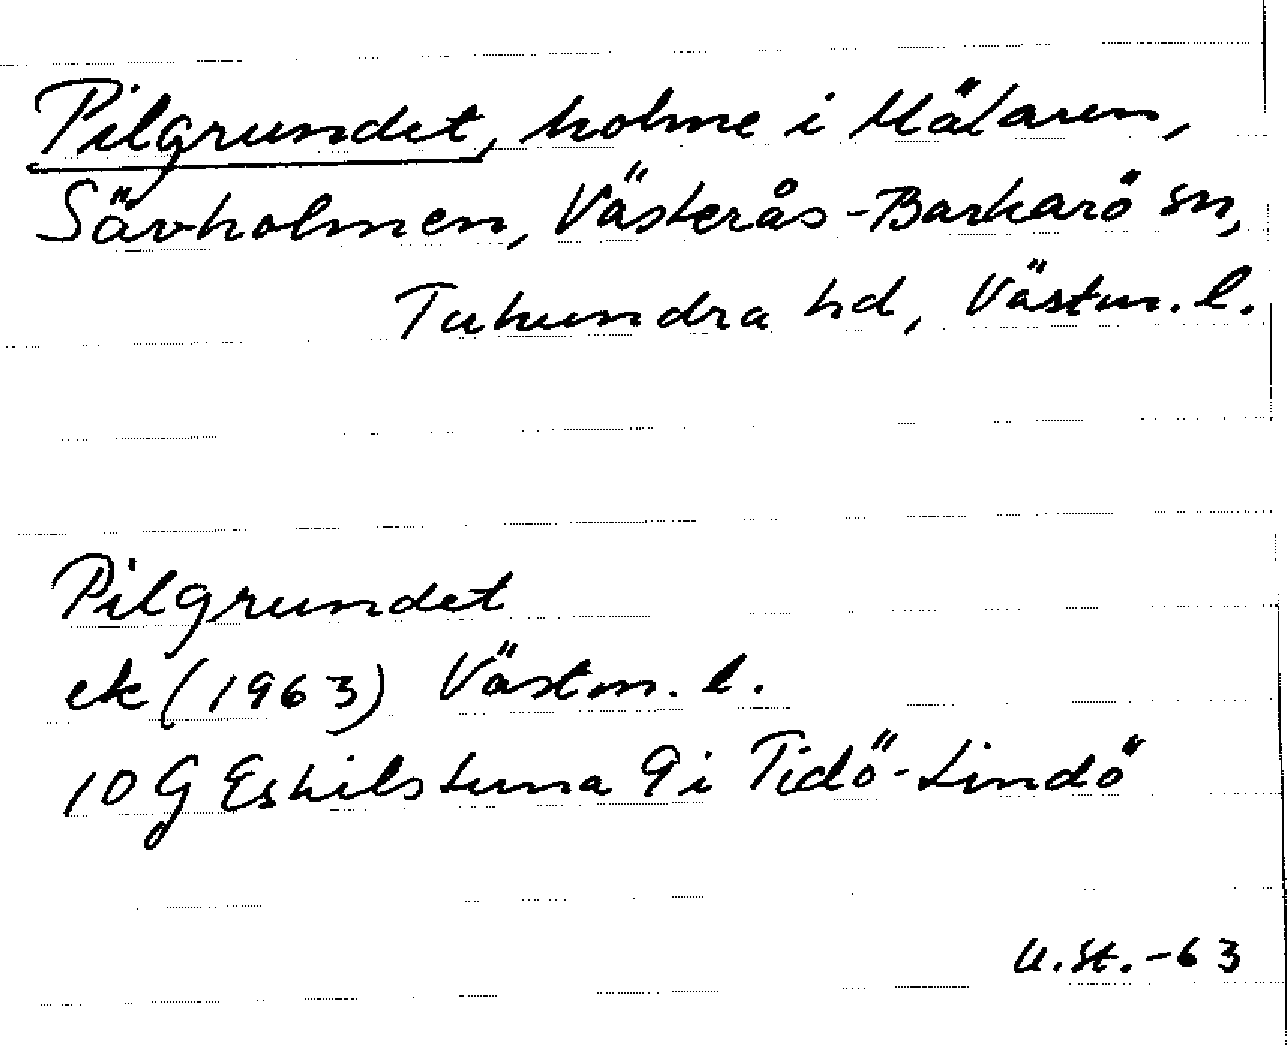 Pilgrundet, holme i Mälaren,
Sävholmen, Västerås-Barkarö sn,
Tuhundra hd, Västm. l.
Pilgrundet
ek (1963) Västm. l.
10 G Eskilstuna 9i Tidö-Lindö
U.St.-63